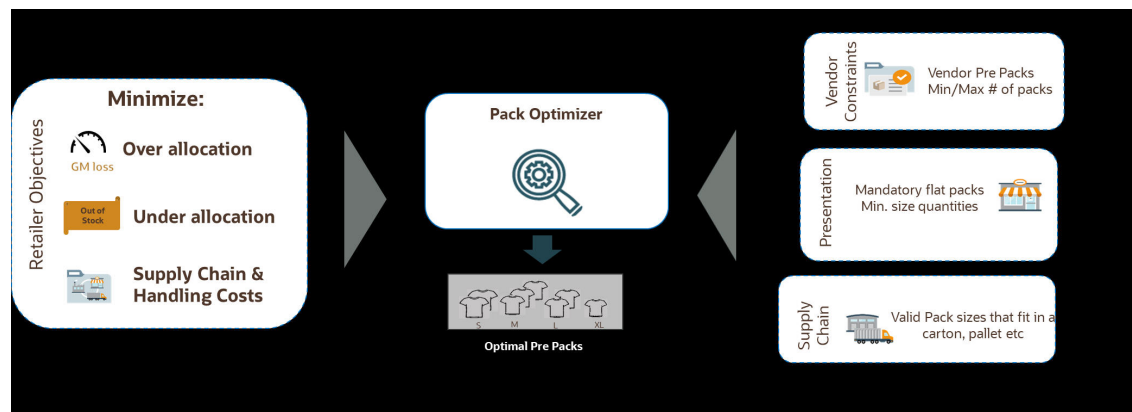 Retailer Objectives
Minimize:
GM loss
Over allocation
Out of
Stock
Under allocation
Supply Chain &
Handling Costs
Pack Optimizer
S
M
L
XL
Optimal Pre Packs
Vendor
Constraints
Vendor Pre Packs
Min/Max # of packs
Presentation
Mandatory flat packs
Min. size quantities
Supply
Chain
Valid Pack sizes that fit in a
carton, pallet etc